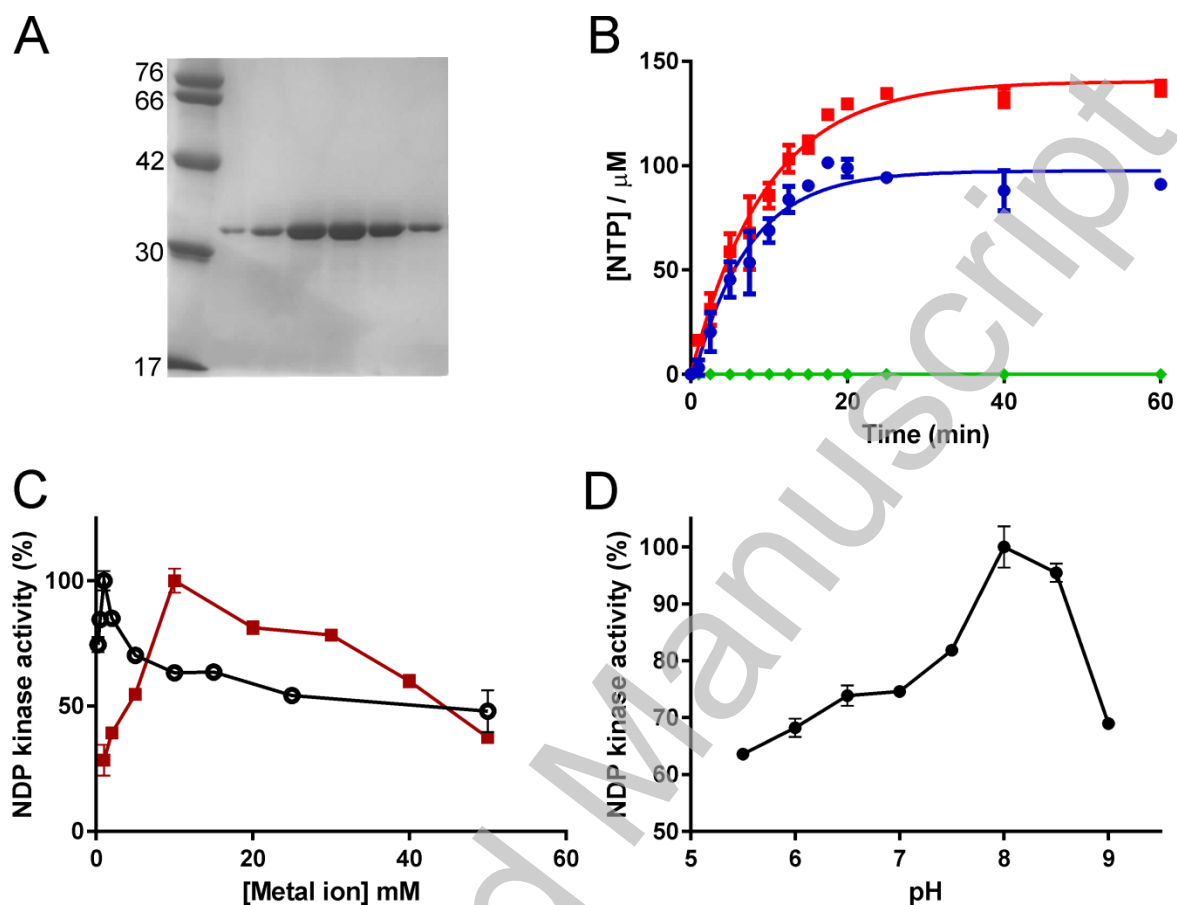 A
76
66
42
30
17
B
[NTP] / μM
150
100
50
0
0 20 40 60
Time (min)
C
NDP kinase activity (%)
100
50
0
0 20 40 60
[Metal ion] mM
D
NDP kinase activity (%)
100
90
80
70
60
50
5 6 7 8 9
pH
d Manuscript